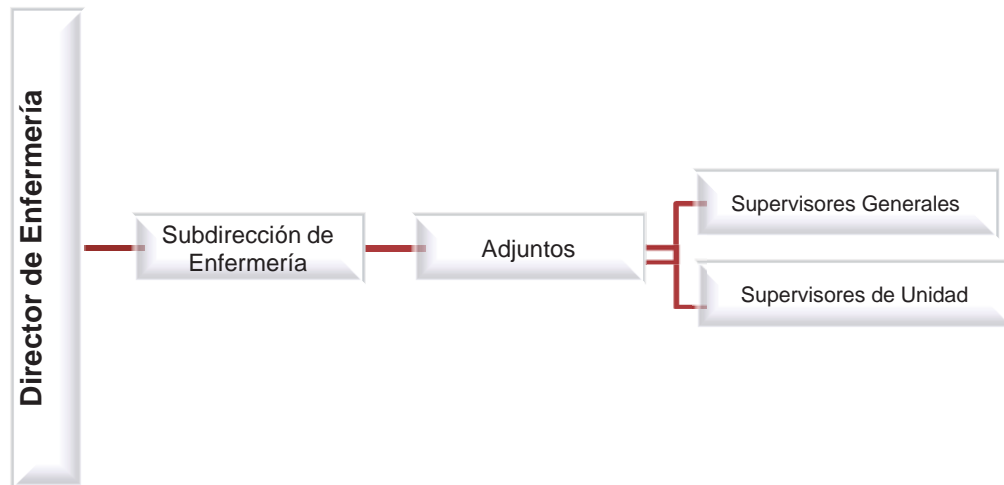 Director de Enfermería
Subdirección de
Enfermería
Adjuntos
Supervisores Generales
Supervisores de Unidad